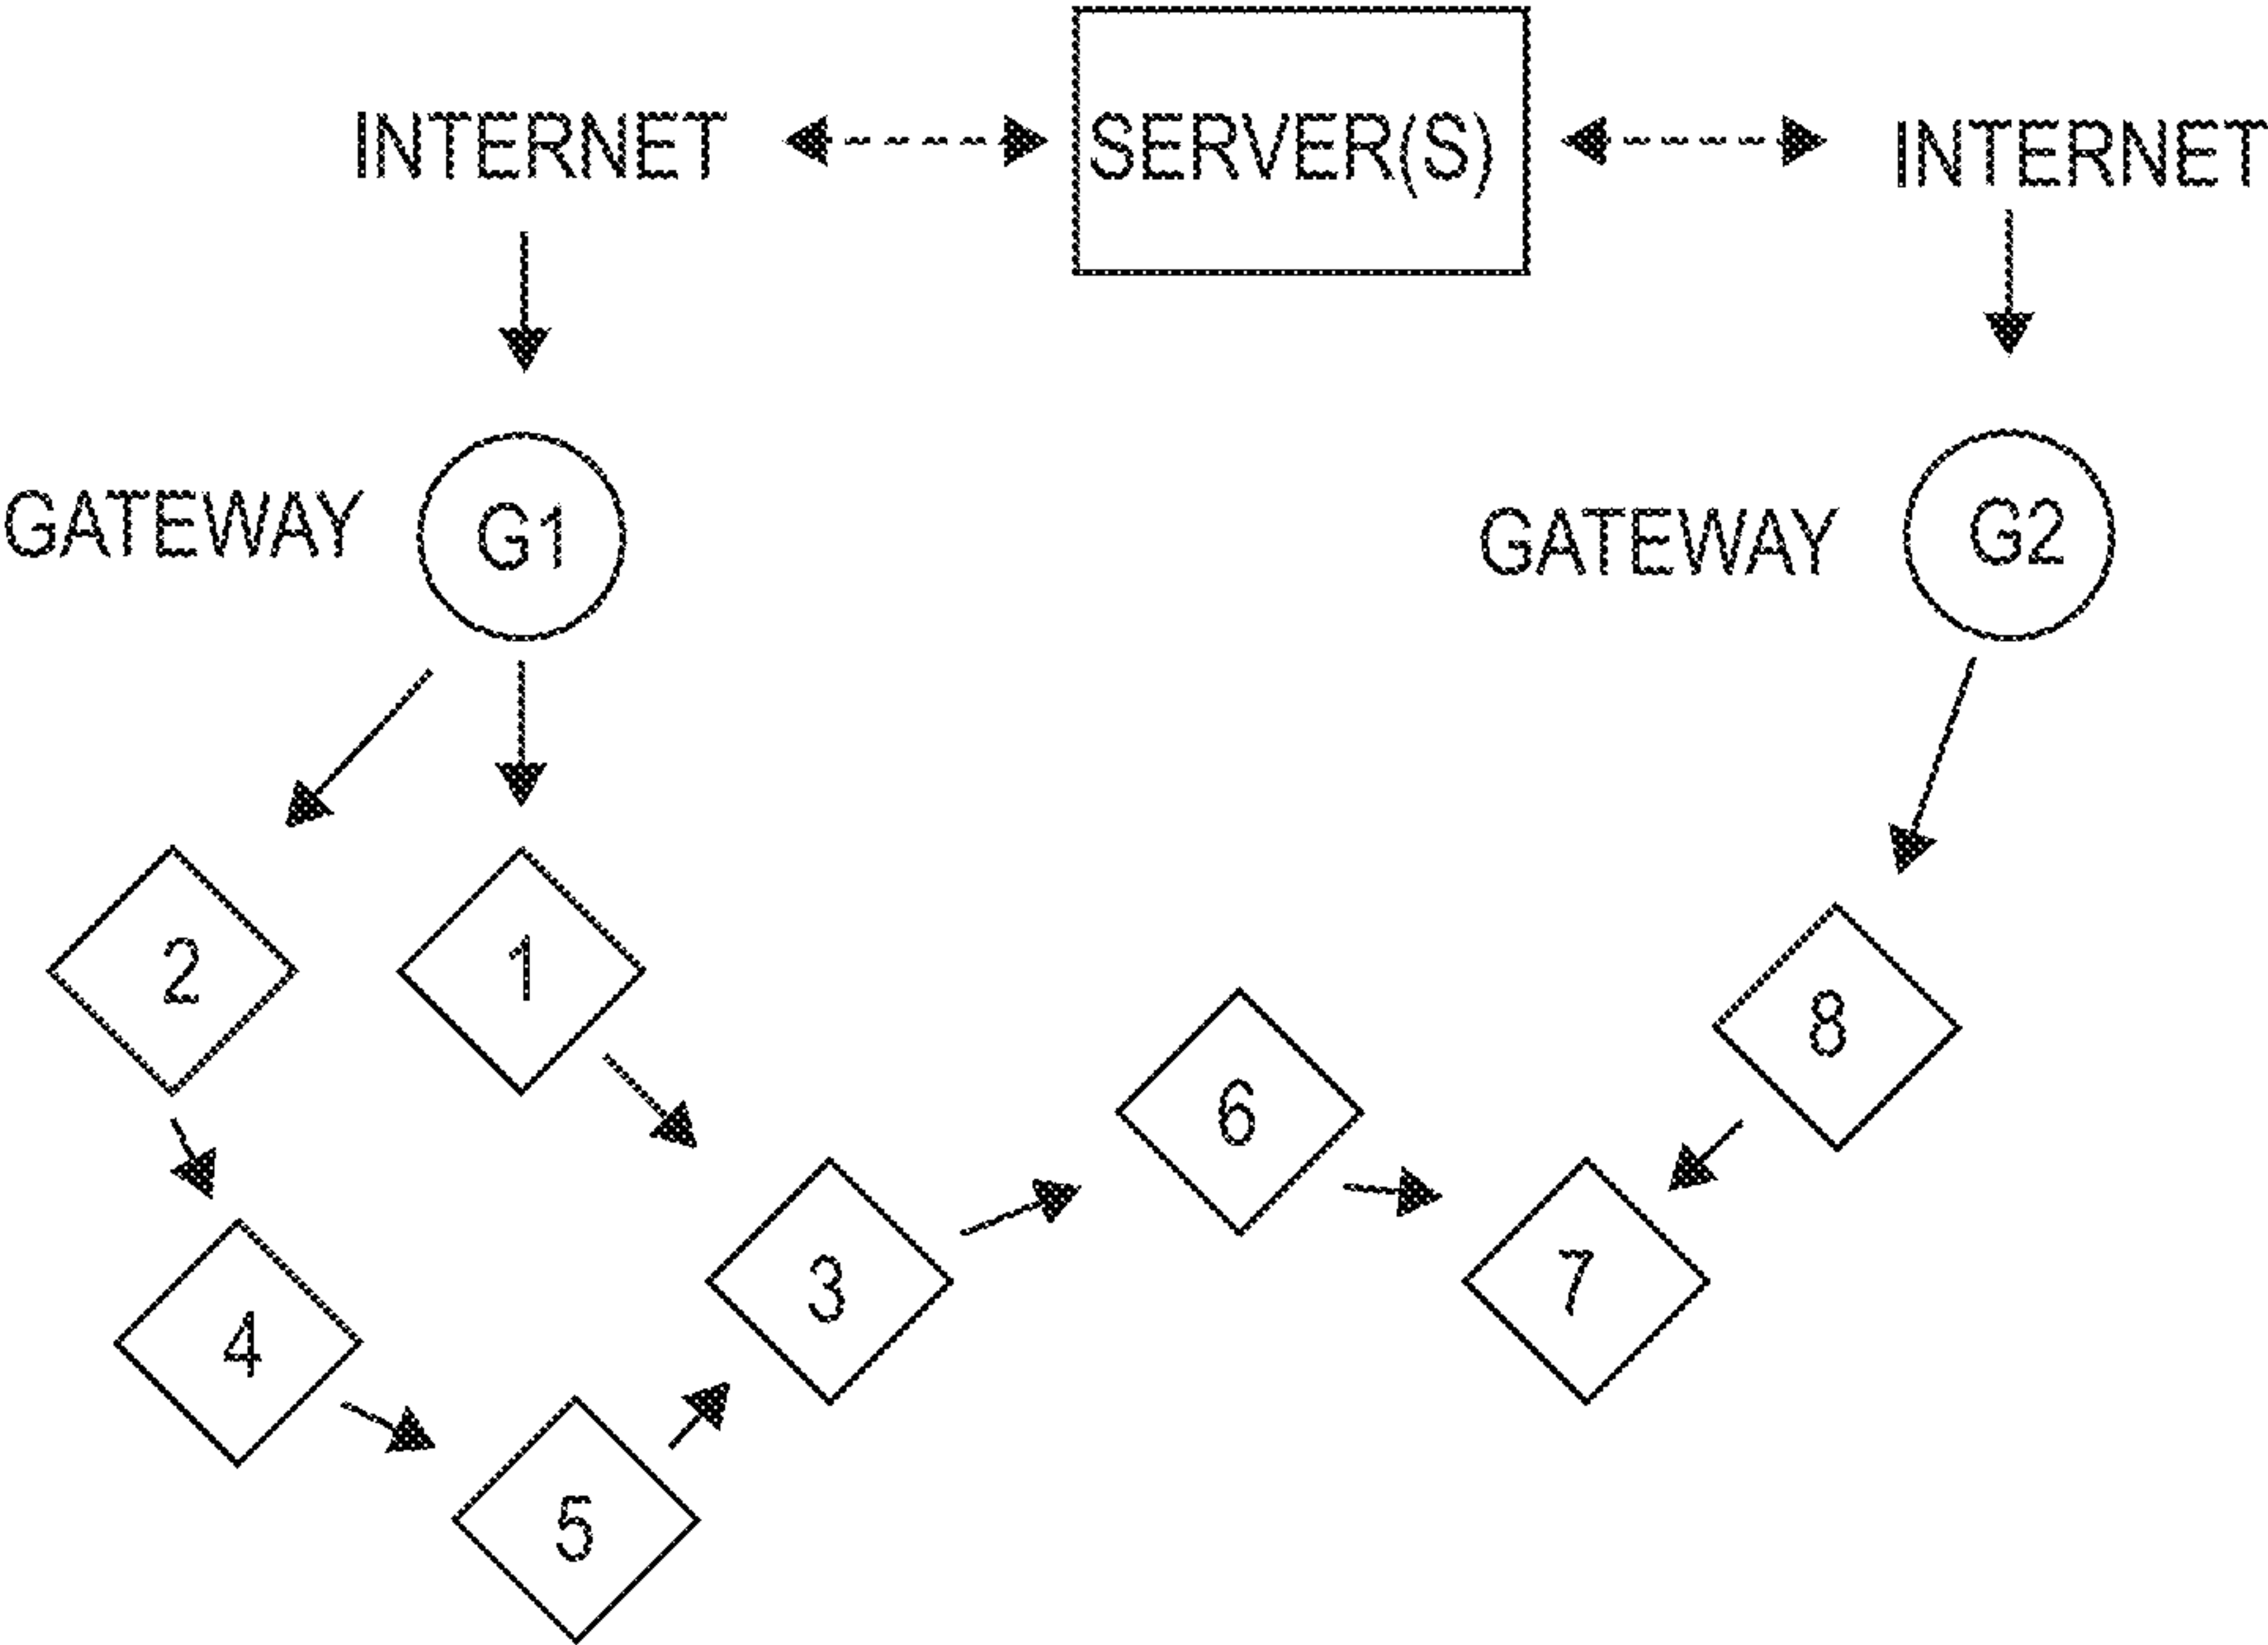 INTERNET
SERVER(S)
INTERNET
GATEWAY
G1
GATEWAY
G2
2
1
8
6
3
7
4
5